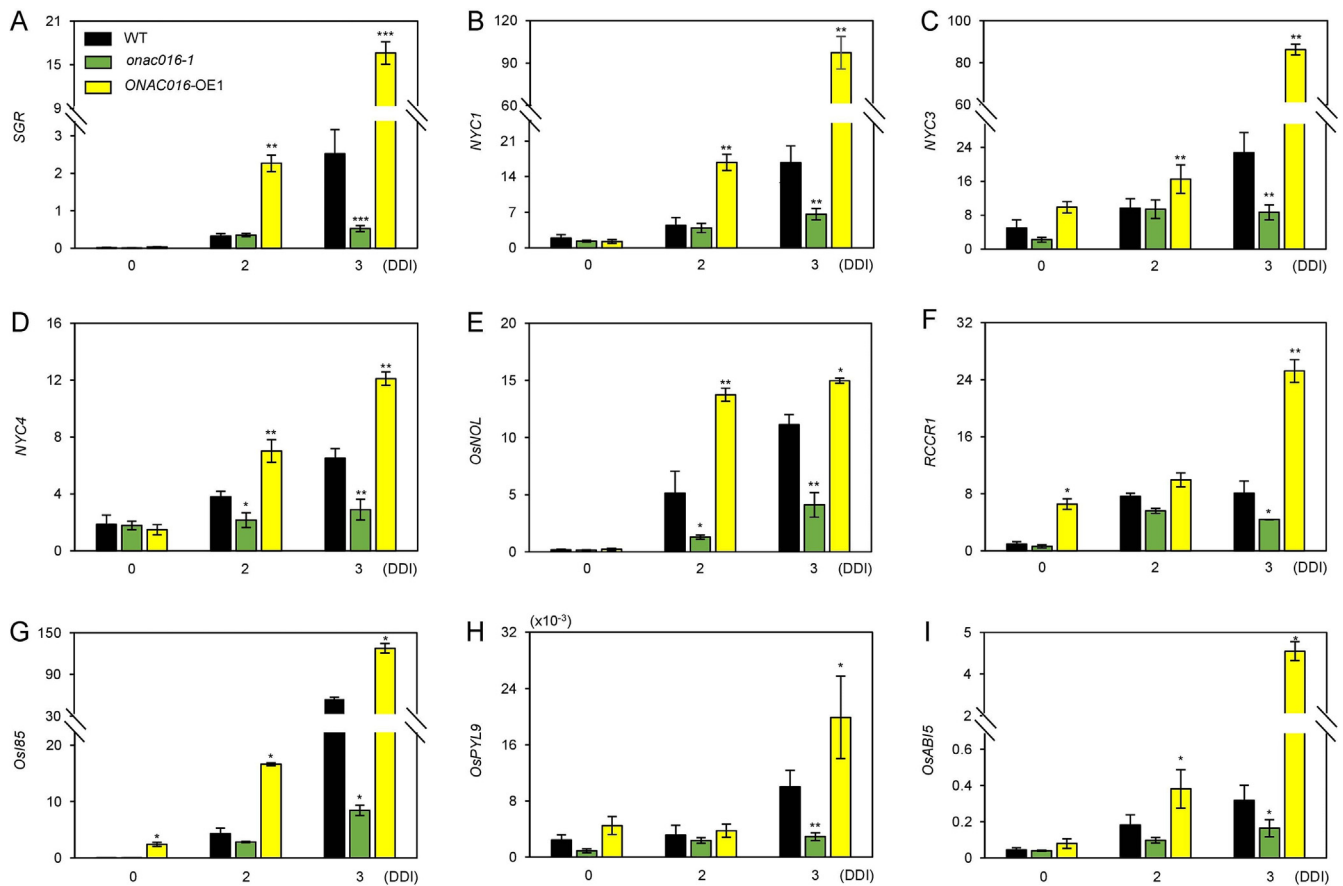 A
SGR
21
15
9
3
2
1
0
WT
onac016-1
ONAC016-OE1
**
***
***
0 2 3 (DDI)
B
NYC1
120
90
60
21
14
7
0
**
**
**
0 2 3 (DDI)
C
NYC3
100
80
60
24
16
8
0
**
**
**
0 2 3 (DDI)
D
NYC4
16
12
8
4
0
*
**
**
**
0 2 3 (DDI)
E
OsNOL
20
15
10
5
0
*
**
**
*
0 2 3 (DDI)
F
RCCR1
32
24
16
8
0
*
*
**
0 2 3 (DDI)
G
OsI85
150
90
30
20
10
0
*
*
*
*
0 2 3 (DDI)
H
(x10-3)
OsPYL9
32
24
16
8
0
**
*
0 2 3 (DDI)
I
OsABI5
5
4
2
0.6
0.4
0.2
0
*
*
*
0 2 3 (DDI)